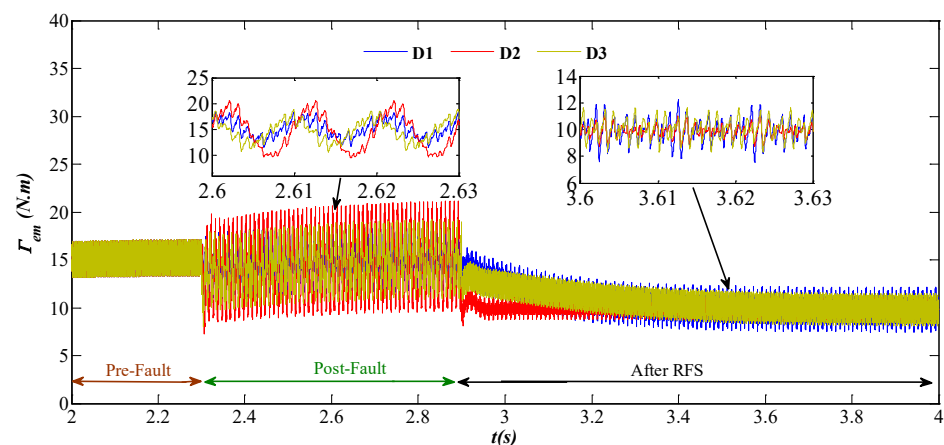 40
35
30
25
20
15
10
5
0
Γem (N.m)
D1 D2 D3
25
20
15
10
2.6 2.61 2.62 2.63
14
12
10
8
6
3.6 3.61 3.62 3.63
Pre-Fault Post-Fault After RFS
2 2.2 2.4 2.6 2.8 3 3.2 3.4 3.6 3.8 4
t(s)